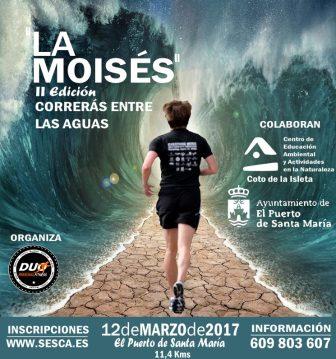 "LA
MOISÉS"
II Edición
CORRERÁS ENTRE
LAS AGUAS
COLABORAN
Centro de
Educación
Ambiental
y Actividades
en la Naturaleza
Coto de la Isleta
Ayuntamiento de
El Puerto
de Santa María
ORGANIZA
DUO
INSCRIPCIONES
WWW.SESCA.ES
12deMARZOde2017
El Puerto de Santa María
11,4 Kms
INFORMACIÓN
609 803 607